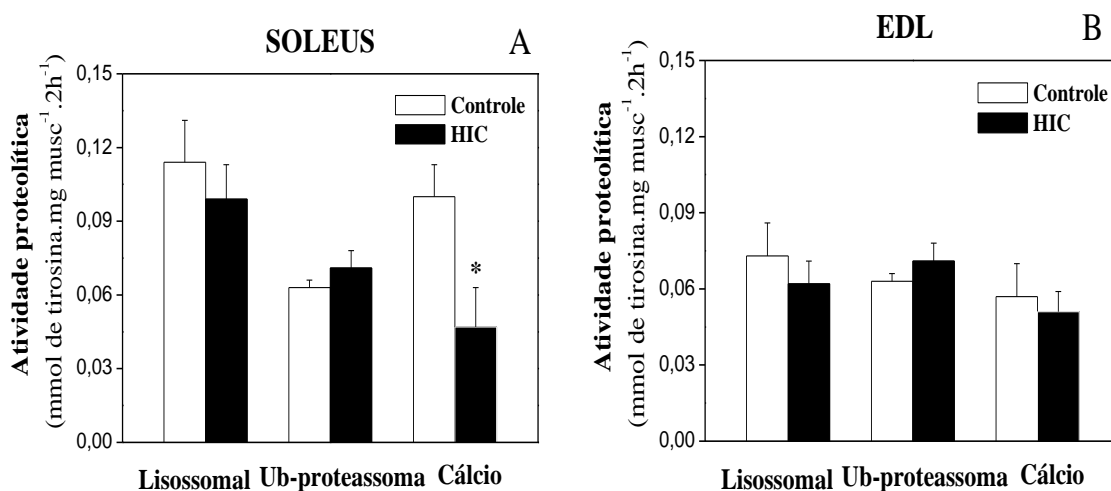 SOLEUS
A
Atividade proteolítica
(mmol de tirosina.mg musc⁻¹.2h⁻¹)
0,15
0,12
0,09
0,06
0,03
0,00
Controle
HIC
*
Lisossomal Ub-proteassoma Cálcio
EDL
B
Atividade proteolítica
(mmol de tirosina.mg musc⁻¹.2h⁻¹)
0,15
0,12
0,09
0,06
0,03
0,00
Controle
HIC
Lisossomal Ub-proteassoma Cálcio